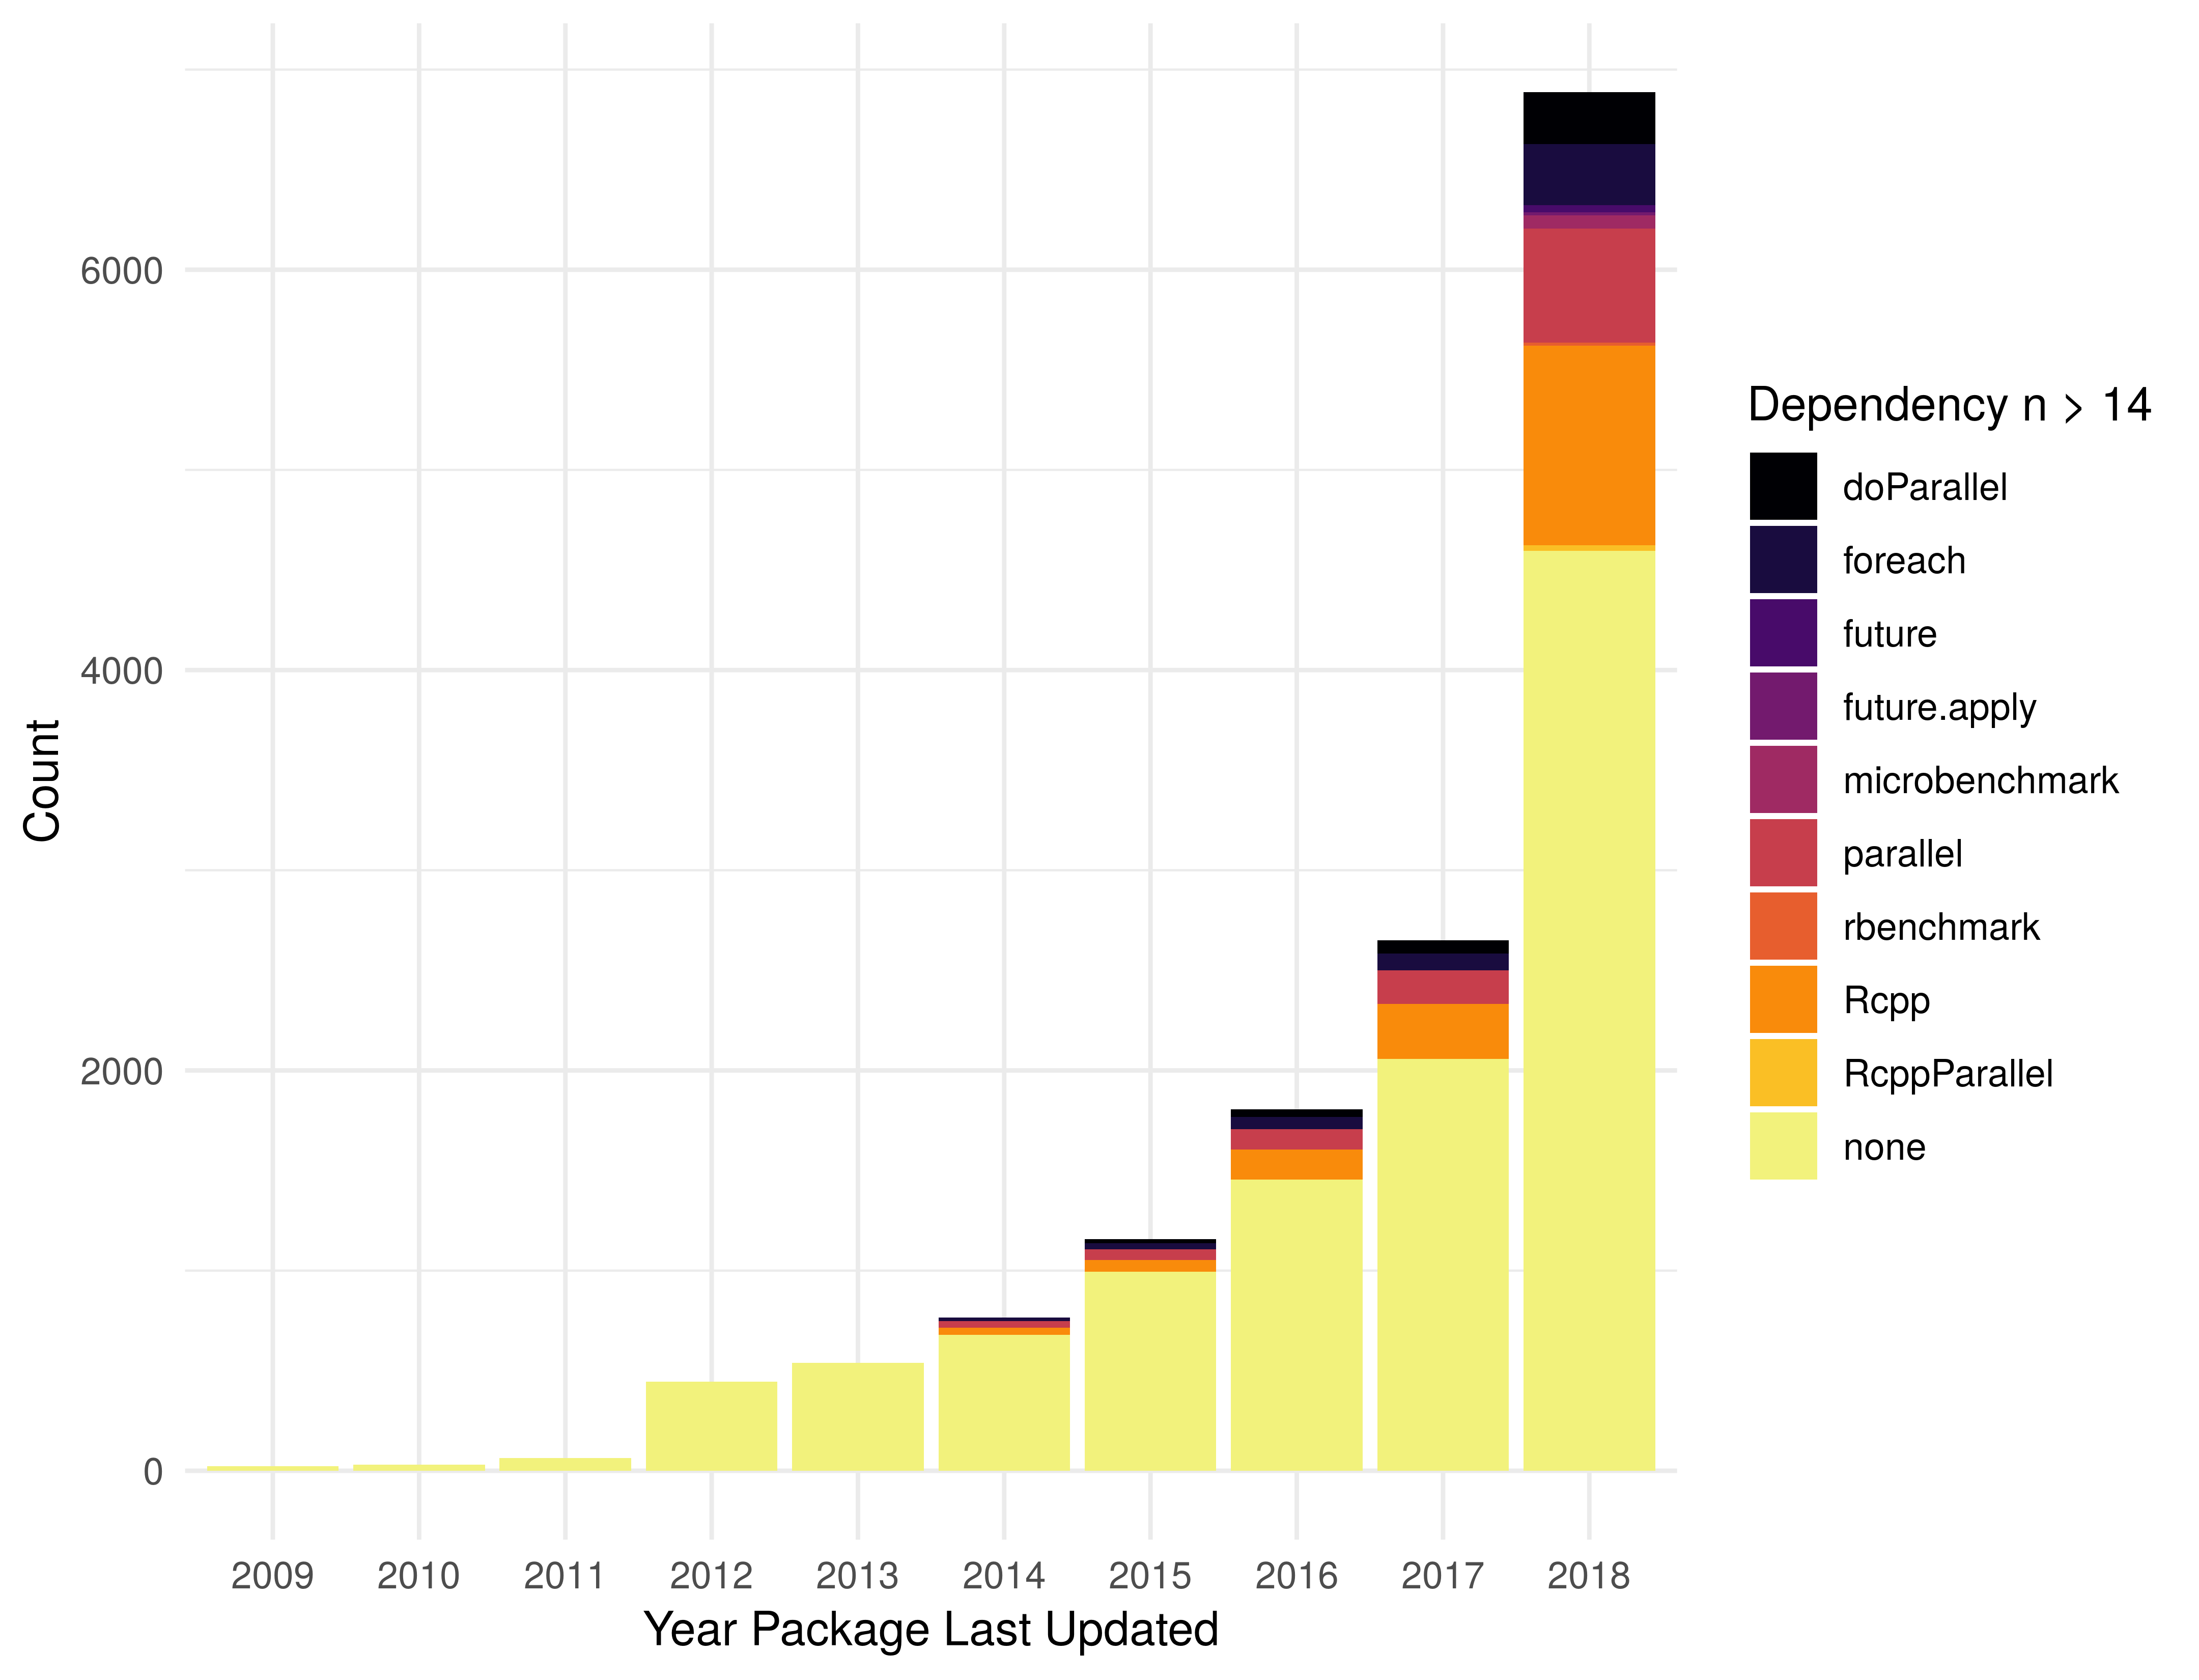 6000
4000
2000
0
Count
2009 2010 2011 2012 2013 2014 2015 2016 2017 2018
Year Package Last Updated
Dependency n > 14
doParallel
foreach
future
future.apply
microbenchmark
parallel
rbenchmark
Rcpp
RcppParallel
none